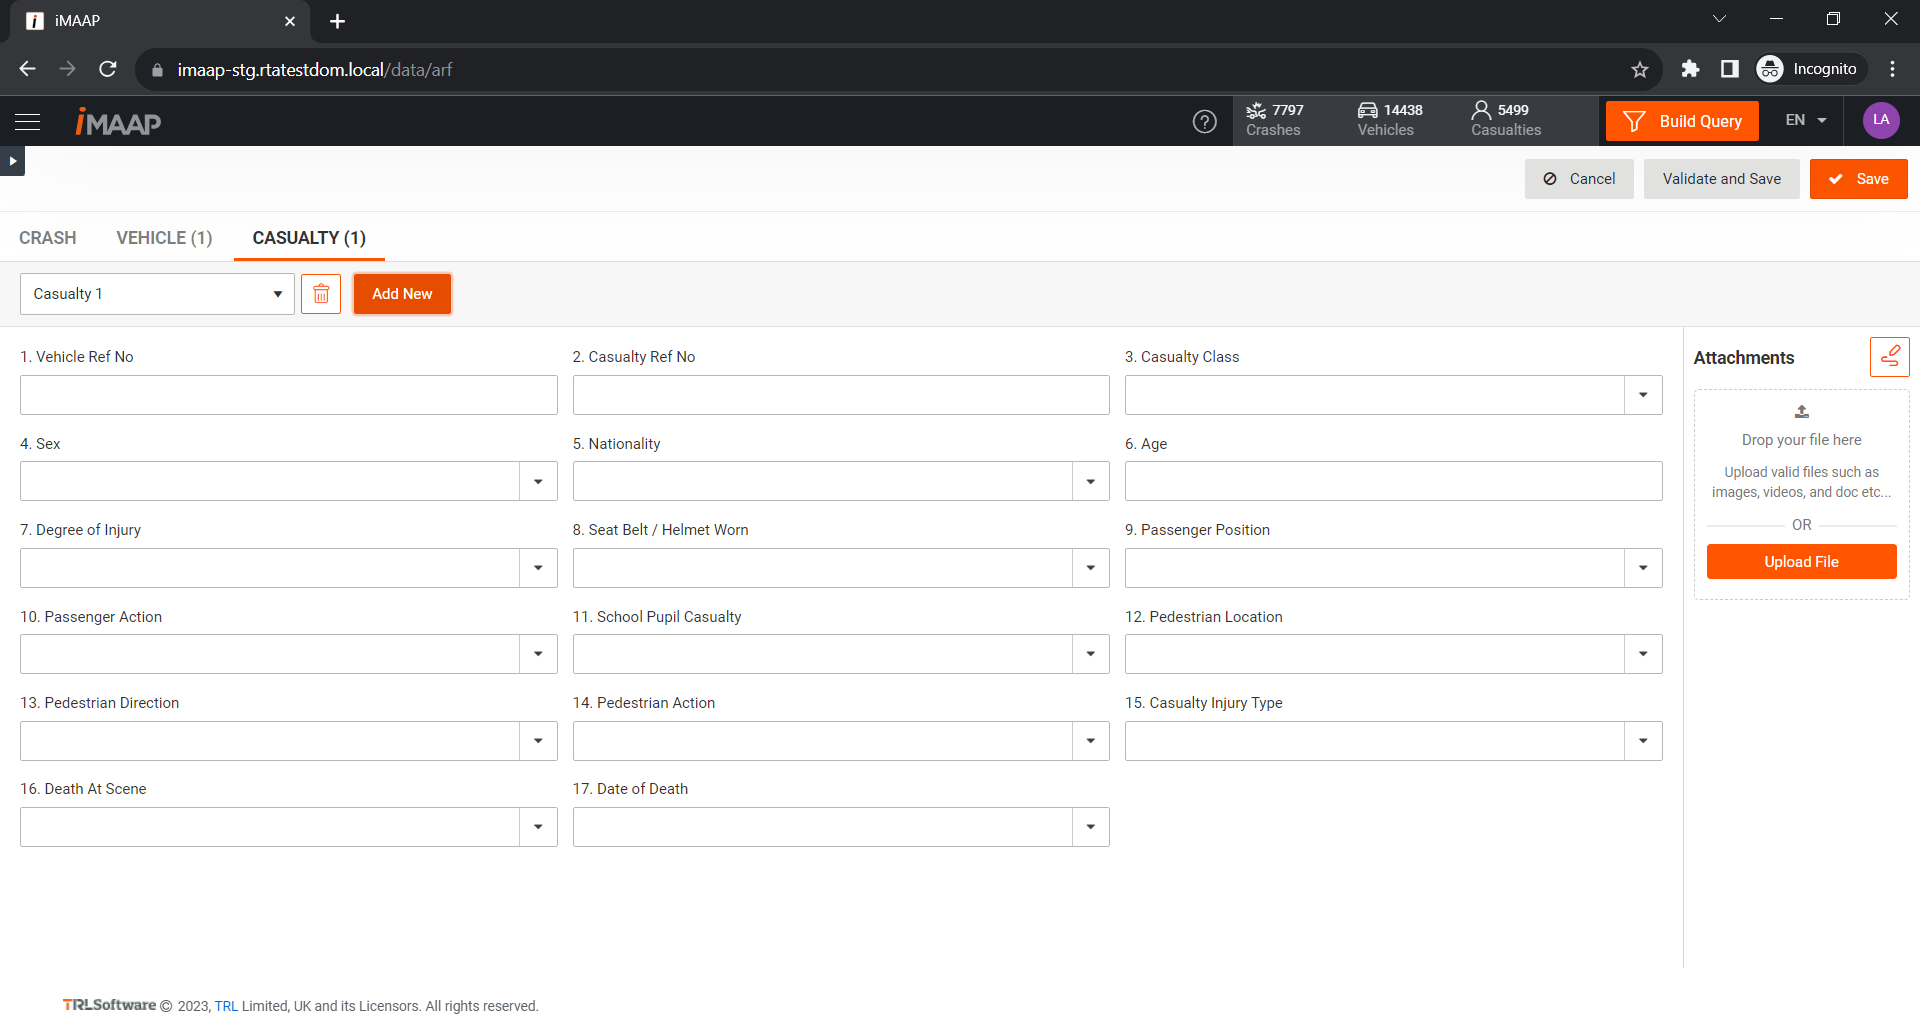 iMAAP
imaap-stg.rtatestdom.local/data/arf
Incognito
iMAAP
7797
Crashes
14438
Vehicles
5499
Casualties
Build Query
EN
LA
Cancel
Validate and Save
Save
CRASH
VEHICLE (1)
CASUALTY (1)
Casualty 1
Add New
1. Vehicle Ref No
2. Casualty Ref No
3. Casualty Class
4. Sex
5. Nationality
6. Age
7. Degree of Injury
8. Seat Belt / Helmet Worn
9. Passenger Position
10. Passenger Action
11. School Pupil Casualty
12. Pedestrian Location
13. Pedestrian Direction
14. Pedestrian Action
15. Casualty Injury Type
16. Death At Scene
17. Date of Death
Attachments
Drop your file here
Upload valid files such as
images, videos, and doc etc...
OR
Upload File
TRLSoftware © 2023, TRL Limited, UK and its Licensors. All rights reserved.